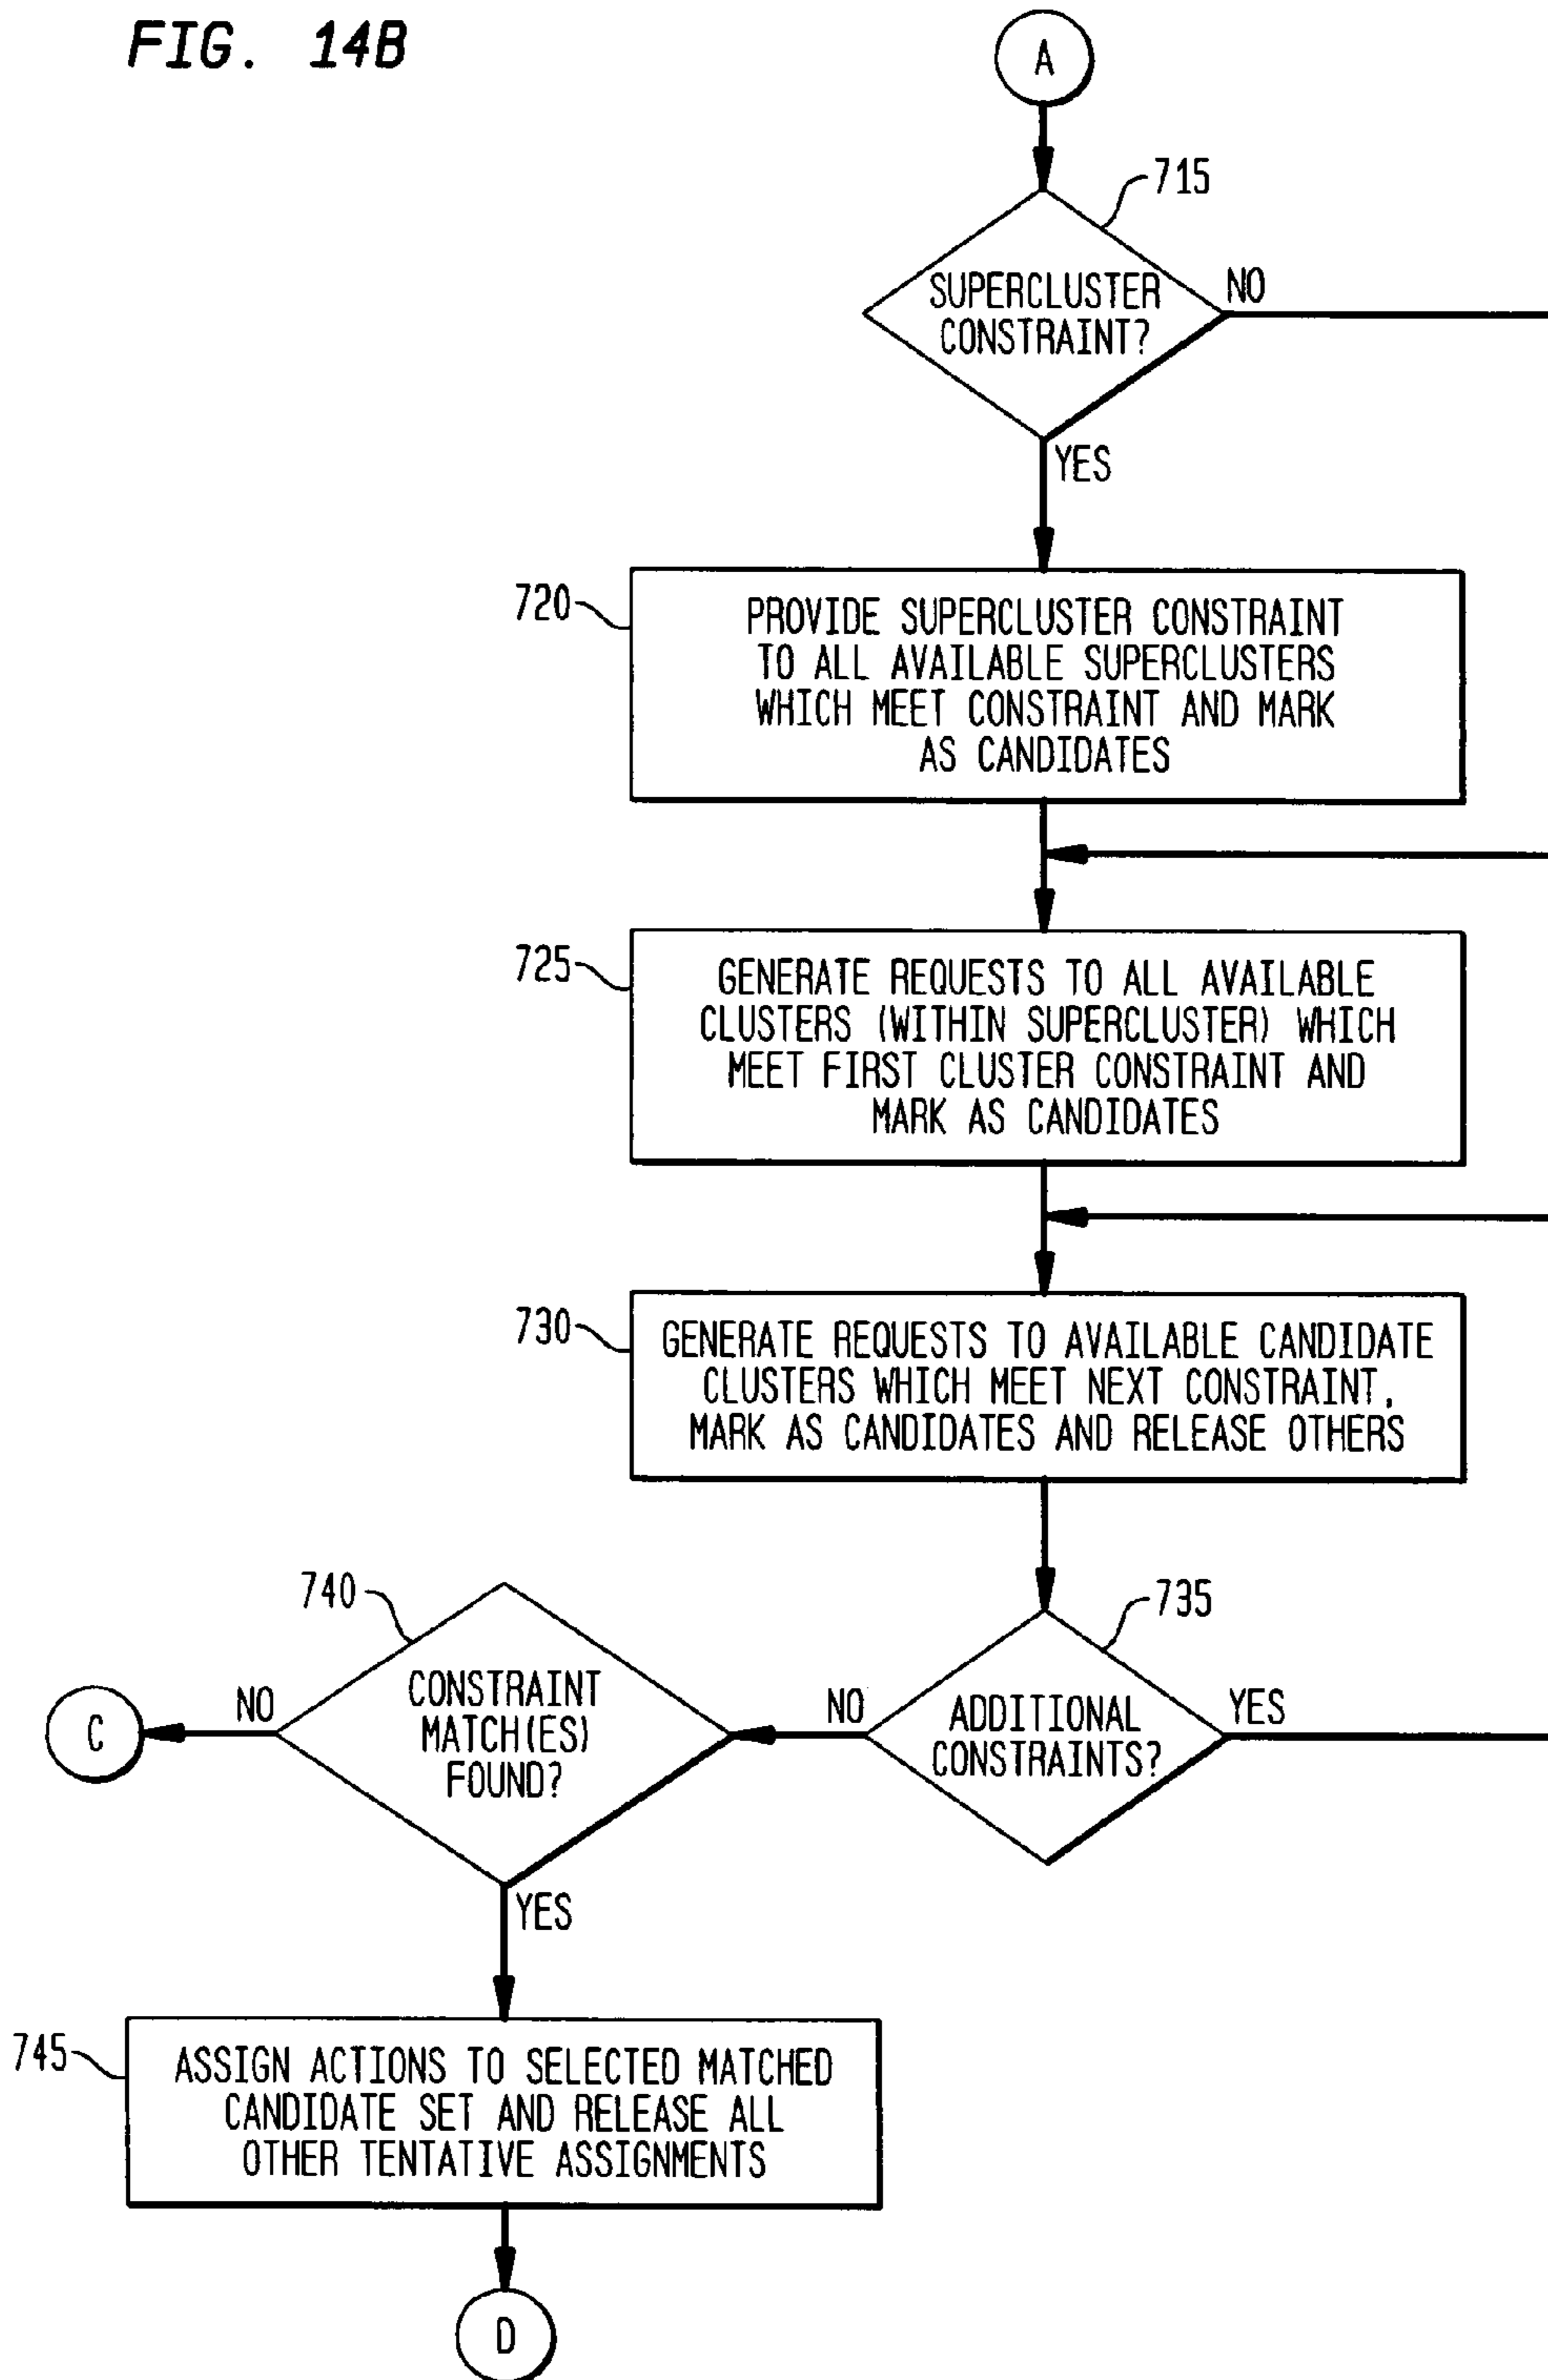 FIG. 14B
A
715
SUPERCLUSTER
CONSTRAINT?
NO
YES
720
PROVIDE SUPERCLUSTER CONSTRAINT
TO ALL AVAILABLE SUPERCLUSTERS
WHICH MEET CONSTRAINT AND MARK
AS CANDIDATES
725
GENERATE REQUESTS TO ALL AVAILABLE
CLUSTERS (WITHIN SUPERCLUSTER) WHICH
MEET FIRST CLUSTER CONSTRAINT AND
MARK AS CANDIDATES
730
GENERATE REQUESTS TO AVAILABLE CANDIDATE
CLUSTERS WHICH MEET NEXT CONSTRAINT,
MARK AS CANDIDATES AND RELEASE OTHERS
735
ADDITIONAL
CONSTRAINTS?
YES
NO
740
CONSTRAINT
MATCH(ES)
FOUND?
NO
C
YES
745
ASSIGN ACTIONS TO SELECTED MATCHED
CANDIDATE SET AND RELEASE ALL
OTHER TENTATIVE ASSIGNMENTS
D